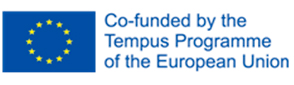 Co-funded by the
Tempus Programme
of the European Union